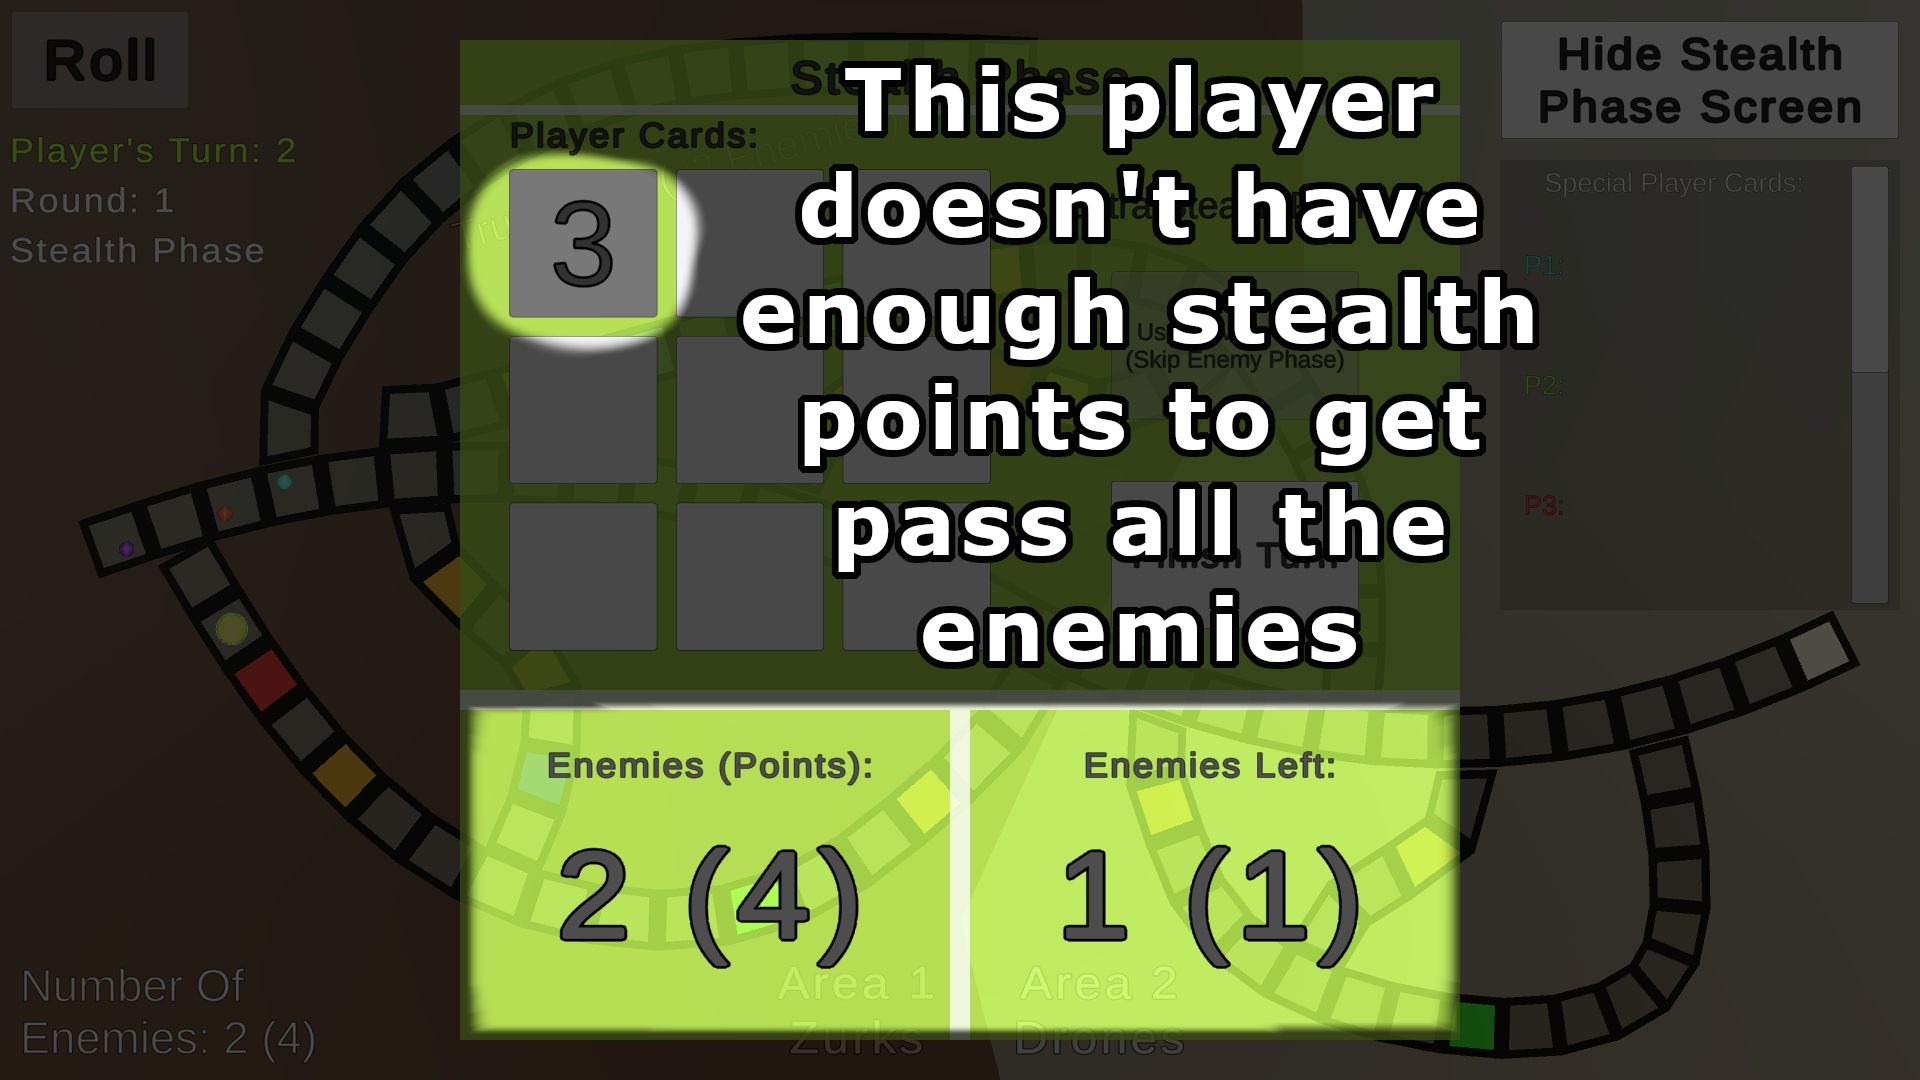 Roll
Player's Turn: 2
Round: 1
Stealth Phase
Hide Stealth
Phase Screen
Special Player Cards:
P1:
P2:
P3:
Player Cards:
3
This player
doesn't have
enough stealth
points to get
pass all the
enemies
(Skip Enemy Phase)
Finish Turn
Enemies (Points):
2 (4)
Enemies Left:
1 (1)
Area 1
Zurks
Area 2
Drones
Number Of
Enemies: 2 (4)